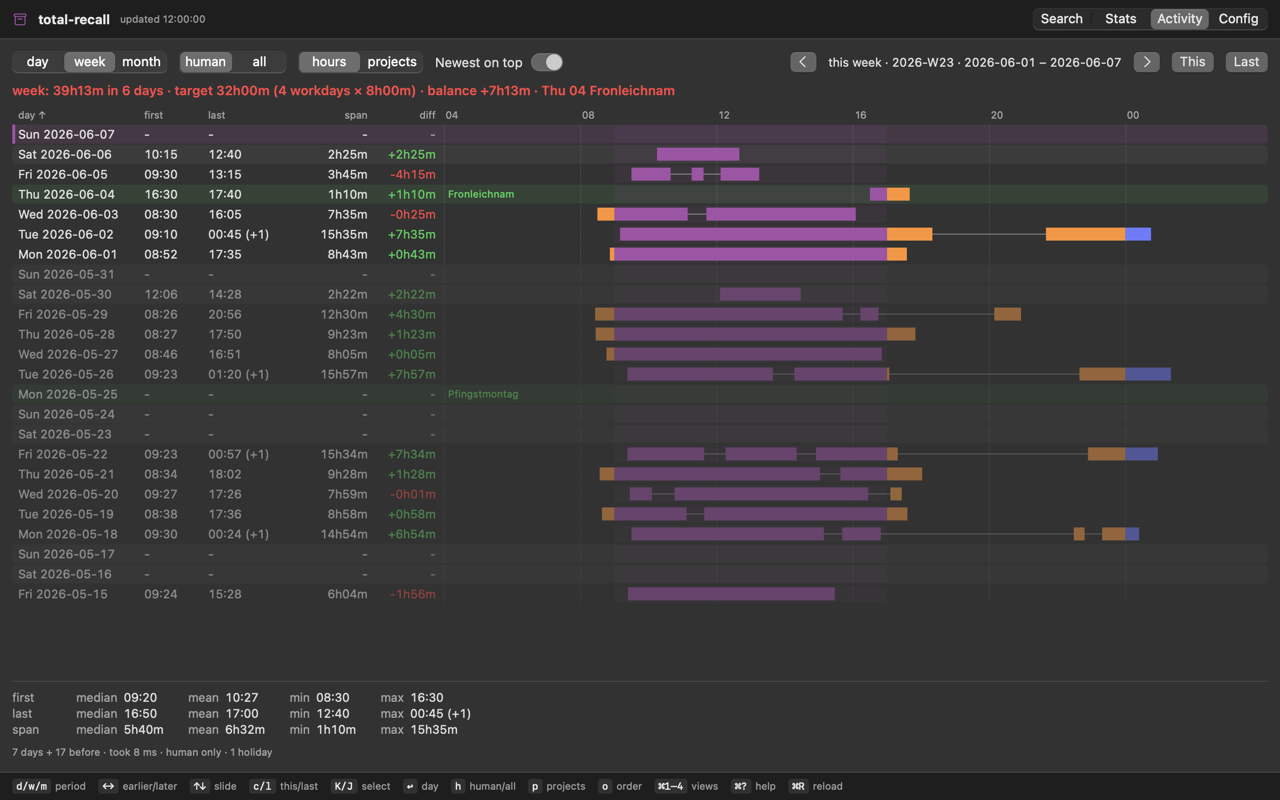 total-recall updated 12:00:00 Search Stats Activity Config
day week month human all hours projects Newest on top this week · 2026-W23 · 2026-06-01 – 2026-06-07 This Last
week: 39h13m in 6 days · target 32h00m (4 workdays × 8h00m) · balance +7h13m · Thu 04 Fronleichnam
day ↑ first last span diff 04 08 12 16 20 00
Sun 2026-06-07 – – – –
Sat 2026-06-06 10:15 12:40 2h25m +2h25m
Fri 2026-06-05 09:30 13:15 3h45m -4h15m
Thu 2026-06-04 16:30 17:40 1h10m +1h10m Fronleichnam
Wed 2026-06-03 08:30 16:05 7h35m -0h25m
Tue 2026-06-02 09:10 00:45 (+1) 15h35m +7h35m
Mon 2026-06-01 08:52 17:35 8h43m +0h43m
Sun 2026-05-31 – – – –
Sat 2026-05-30 12:06 14:28 2h22m +2h22m
Fri 2026-05-29 08:26 20:56 12h30m +4h30m
Thu 2026-05-28 08:27 17:50 9h23m +1h23m
Wed 2026-05-27 08:46 16:51 8h05m +0h05m
Tue 2026-05-26 09:23 01:20 (+1) 15h57m +7h57m
Mon 2026-05-25 – – – – Pfingstmontag
Sun 2026-05-24 – – – –
Sat 2026-05-23 – – – –
Fri 2026-05-22 09:23 00:57 (+1) 15h34m +7h34m
Thu 2026-05-21 08:34 18:02 9h28m +1h28m
Wed 2026-05-20 09:27 17:26 7h59m -0h01m
Tue 2026-05-19 08:38 17:36 8h58m +0h58m
Mon 2026-05-18 09:30 00:24 (+1) 14h54m +6h54m
Sun 2026-05-17 – – – –
Sat 2026-05-16 – – – –
Fri 2026-05-15 09:24 15:28 6h04m -1h56m
first median 09:20 mean 10:27 min 08:30 max 16:30
last median 16:50 mean 17:00 min 12:40 max 00:45 (+1)
span median 5h40m mean 6h32m min 1h10m max 15h35m
7 days + 17 before · took 8 ms · human only · 1 holiday
d/w/m period ↔ earlier/later ↑↓ slide c/l this/last K/J select ↵ day h human/all p projects o order ⌘1–4 views ⌘? help ⌘R reload